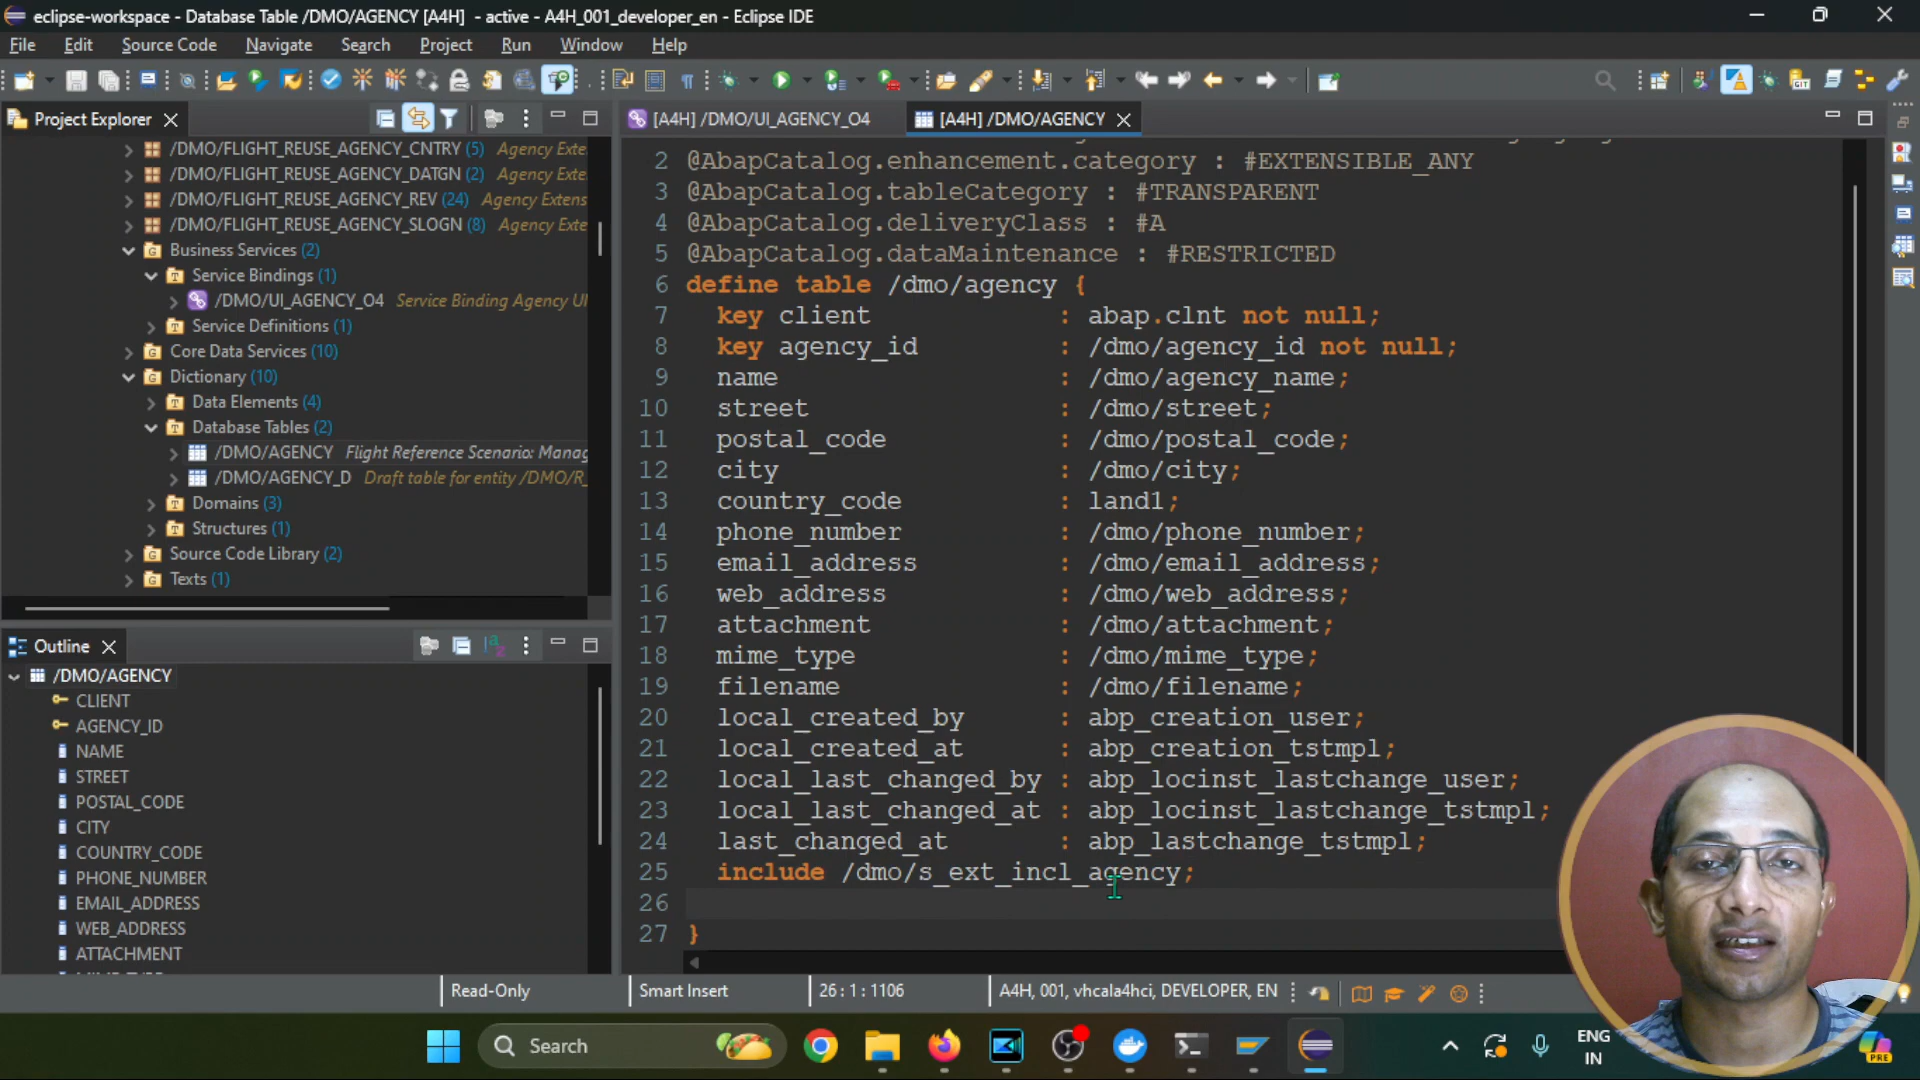 eclipse-workspace - Database Table /DMO/AGENCY [A4H] - active - A4H_001_developer_en - Eclipse IDE
File Edit Source Code Navigate Search Project Run Window Help
Project Explorer
/DMO/FLIGHT_REUSE_AGENCY_CNTRY (5) Agency Exte
/DMO/FLIGHT_REUSE_AGENCY_DATGN (2) Agency Exte
/DMO/FLIGHT_REUSE_AGENCY_REV (24) Agency Extens
/DMO/FLIGHT_REUSE_AGENCY_SLOGN (8) Agency Exte
Business Services (2)
Service Bindings (1)
/DMO/UI_AGENCY_O4 Service Binding Agency UI
Service Definitions (1)
Core Data Services (10)
Dictionary (10)
Data Elements (4)
Database Tables (2)
/DMO/AGENCY Flight Reference Scenario: Manag
/DMO/AGENCY_D Draft table for entity /DMO/R_
Domains (3)
Structures (1)
Source Code Library (2)
Texts (1)
Outline
/DMO/AGENCY
CLIENT
AGENCY_ID
NAME
STREET
POSTAL_CODE
CITY
COUNTRY_CODE
PHONE_NUMBER
EMAIL_ADDRESS
WEB_ADDRESS
ATTACHMENT
[A4H] /DMO/UI_AGENCY_O4 [A4H] /DMO/AGENCY
2 @AbapCatalog.enhancement.category : #EXTENSIBLE_ANY
3 @AbapCatalog.tableCategory : #TRANSPARENT
4 @AbapCatalog.deliveryClass : #A
5 @AbapCatalog.dataMaintenance : #RESTRICTED
6 define table /dmo/agency {
7 key client : abap.clnt not null;
8 key agency_id : /dmo/agency_id not null;
9 name : /dmo/agency_name;
10 street : /dmo/street;
11 postal_code : /dmo/postal_code;
12 city : /dmo/city;
13 country_code : land1;
14 phone_number : /dmo/phone_number;
15 email_address : /dmo/email_address;
16 web_address : /dmo/web_address;
17 attachment : /dmo/attachment;
18 mime_type : /dmo/mime_type;
19 filename : /dmo/filename;
20 local_created_by : abp_creation_user;
21 local_created_at : abp_creation_tstmpl;
22 local_last_changed_by : abp_locinst_lastchange_user;
23 local_last_changed_at : abp_locinst_lastchange_tstmpl;
24 last_changed_at : abp_lastchange_tstmpl;
25 include /dmo/s_ext_incl_agency;
26
27 }
Read-Only Smart Insert 26 : 1 : 1106 A4H, 001, vhcala4hci, DEVELOPER, EN
Search
ENG
IN
PRE